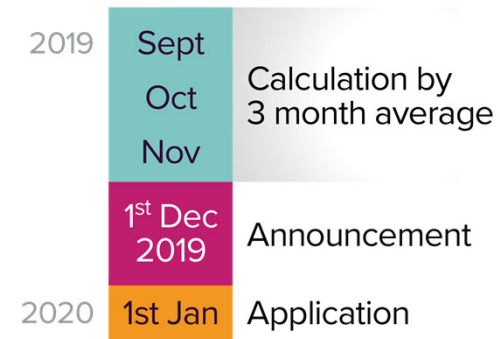 2019
Sept
Oct
Nov
Calculation by
3 month average
1st Dec
2019
Announcement
2020
1st Jan
Application